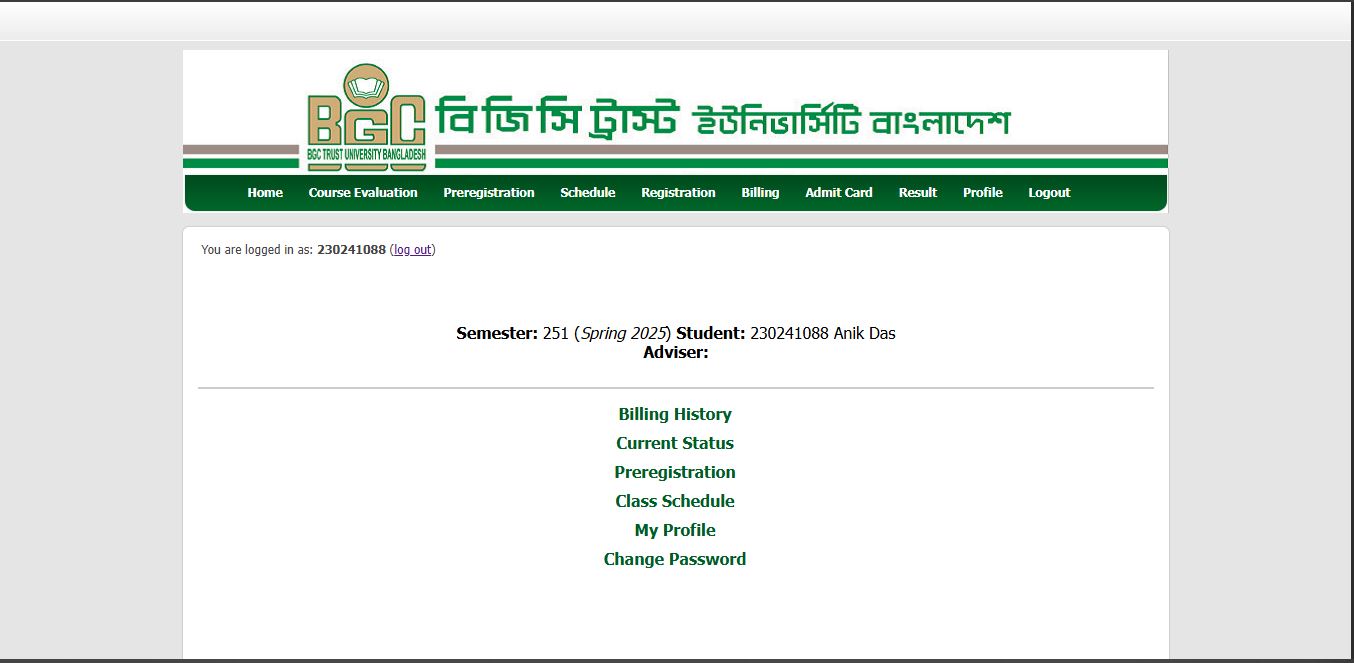 BGC
বিজিসি ট্রাস্ট ইউনিভার্সিটি বাংলাদেশ
BGC TRUST UNIVERSITY BANGLADESH
Home Course Evaluation Preregistration Schedule Registration Billing Admit Card Result Profile Logout
You are logged in as: 230241088 (log out)
Semester: 251 (Spring 2025) Student: 230241088 Anik Das
Adviser:
Billing History
Current Status
Preregistration
Class Schedule
My Profile
Change Password